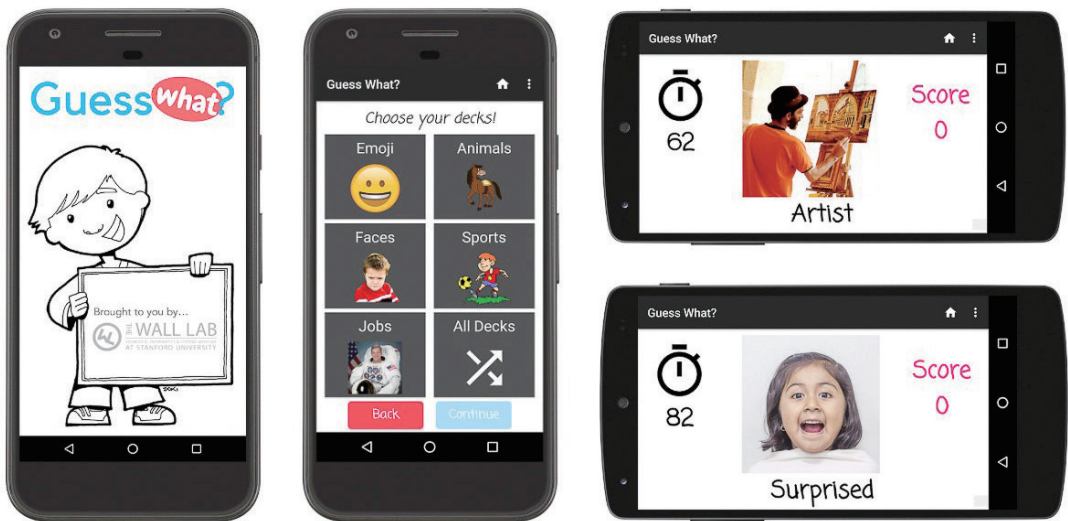 Guess What?
Brought to you by...
THE WALL LAB
AT STANFORD UNIVERSITY
Guess What?
Choose your decks!
Emoji
Animals
Faces
Sports
Jobs
All Decks
Back
Continue
Guess What?
62
Score
0
Artist
Guess What?
82
Score
0
Surprised